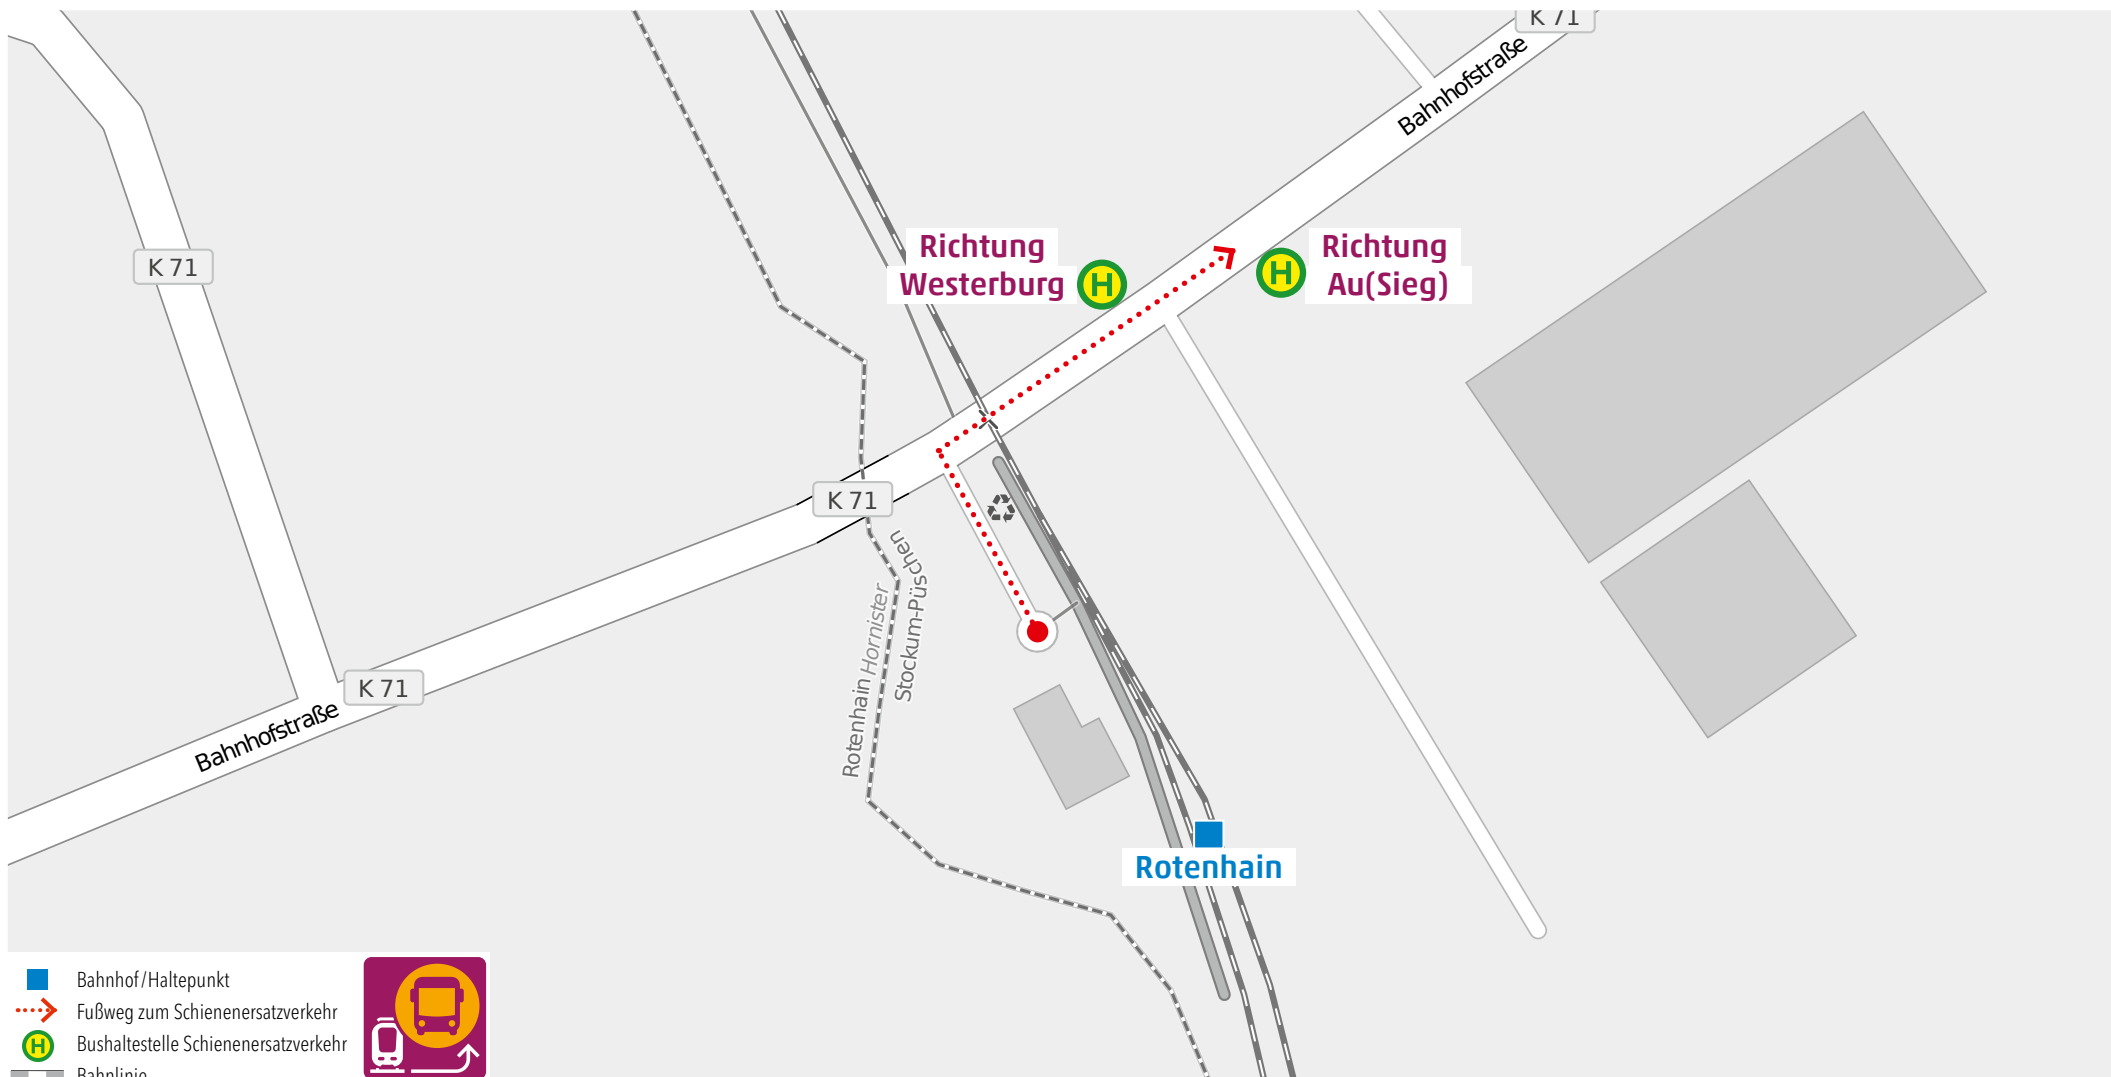 K 71
Bahnhofstraße
K 71
Richtung
Westerburg
H
H
Richtung
Au(Sieg)
K 71
K 71
Bahnhofstraße
Rotenhain
Hornister
Stockum-Püschen
Rotenhain
Bahnhof/Haltepunkt
Fußweg zum Schienenersatzverkehr
H
Bushaltestelle Schienenersatzverkehr
Bahnlinie